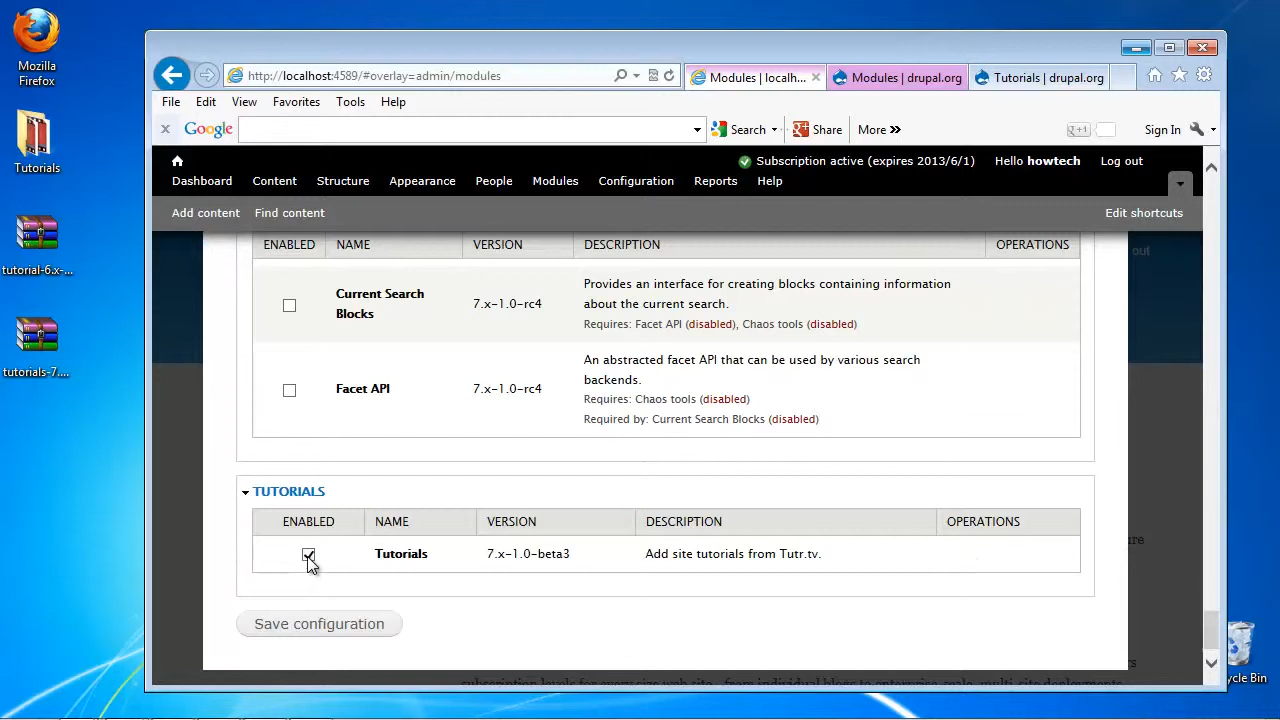 Mozilla
Firefox
Tutorials
tutorial-6.x-...
tutorials-7....
http://localhost:4589/#overlay=admin/modules
Modules | localh...
Modules | drupal.org
Tutorials | drupal.org
File Edit View Favorites Tools Help
Google
Search
Share
More »
Sign In
Subscription active (expires 2013/6/1) Hello howtech Log out
Dashboard Content Structure Appearance People Modules Configuration Reports Help
Add content Find content Edit shortcuts
out
ENABLED NAME VERSION DESCRIPTION OPERATIONS
Current Search
Blocks
7.x-1.0-rc4
Provides an interface for creating blocks containing information
about the current search.
Requires: Facet API (disabled), Chaos tools (disabled)
Facet API
7.x-1.0-rc4
An abstracted facet API that can be used by various search
backends.
Requires: Chaos tools (disabled)
Required by: Current Search Blocks (disabled)
TUTORIALS
ENABLED NAME VERSION DESCRIPTION OPERATIONS
Tutorials 7.x-1.0-beta3 Add site tutorials from Tutr.tv.
Save configuration
ycle Bin